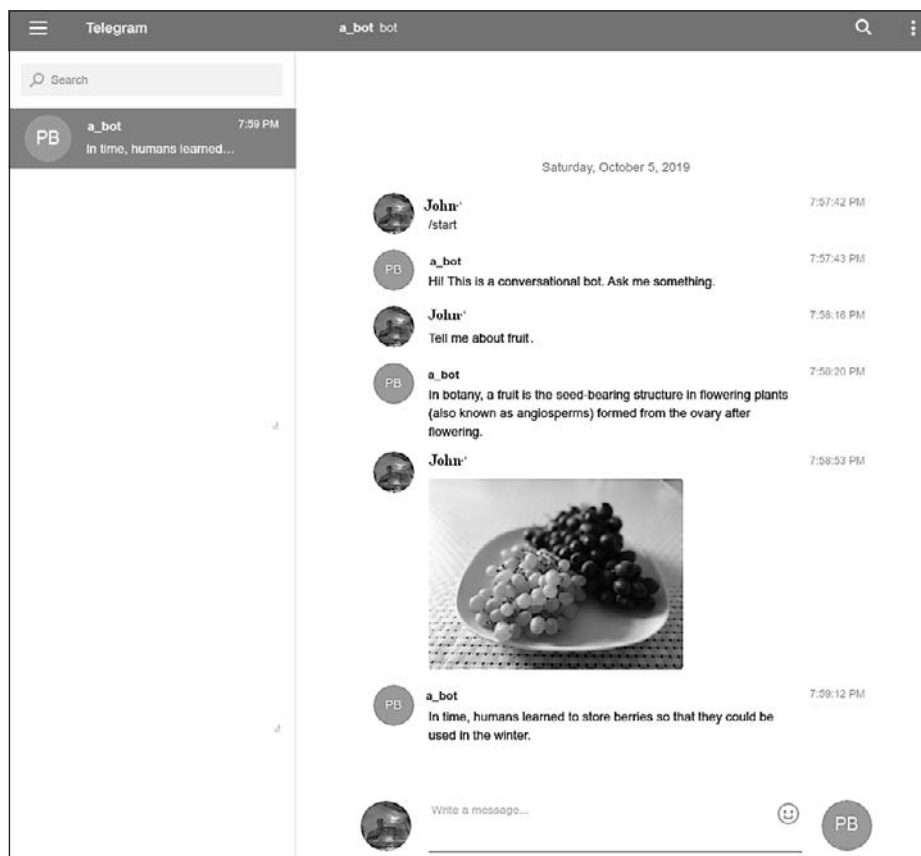 Telegram
a_bot bot
Search
PB
a_bot
7:59 PM
In time, humans learned...
Saturday, October 5, 2019
John
7:57:42 PM
/start
PB
a_bot
7:57:43 PM
Hi! This is a conversational bot. Ask me something.
John
7:58:16 PM
Tell me about fruit.
PB
a_bot
7:58:20 PM
In botany, a fruit is the seed-bearing structure in flowering plants
(also known as angiosperms) formed from the ovary after
flowering.
John
7:58:53 PM
PB
a_bot
7:59:12 PM
In time, humans learned to store berries so that they could be
used in the winter.
Write a message...
PB